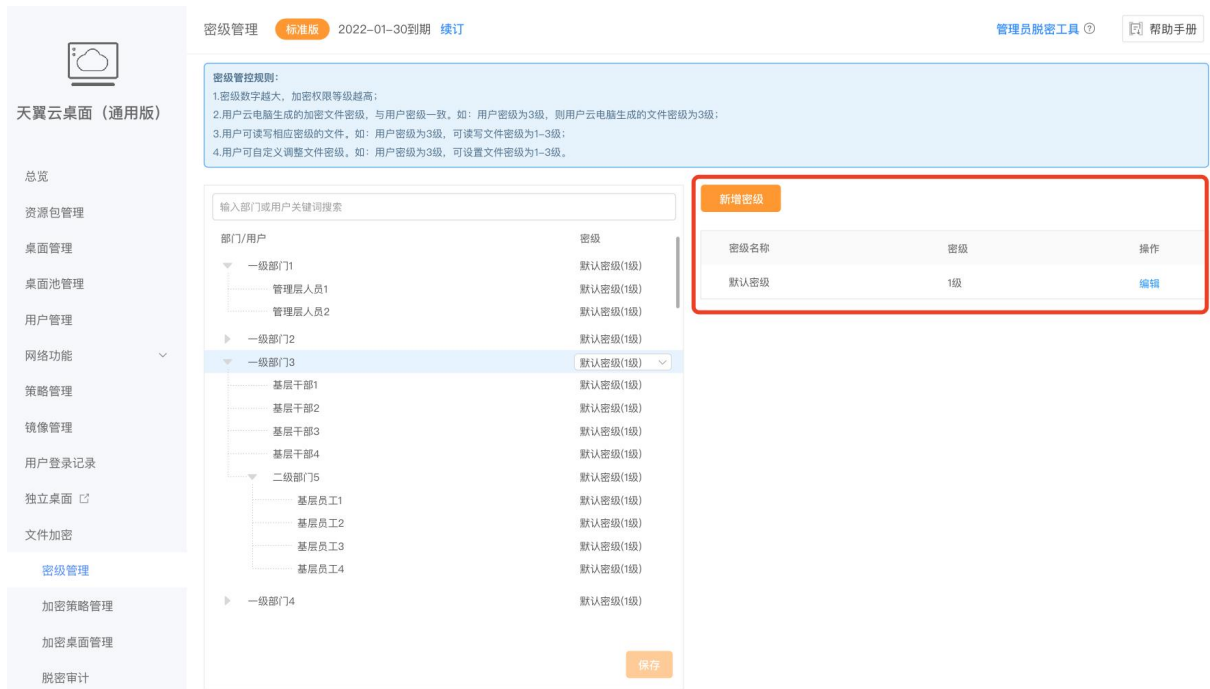 密级管理 标准版 2022-01-30到期 续订 管理员脱密工具 ? 帮助手册
天翼云桌面（通用版）
总览
资源包管理
桌面管理
桌面池管理
用户管理
网络功能
策略管理
镜像管理
用户登录记录
独立桌面
文件加密
密级管理
加密策略管理
加密桌面管理
脱密审计
密级管控规则：
1.密级数字越大，加密权限等级越高；
2.用户云电脑生成的加密文件密级，与用户密级一致。如：用户密级为3级，则用户云电脑生成的文件密级为3级；
3.用户可读写相应密级的文件。如：用户密级为3级，可读写文件密级为1-3级；
4.用户可自定义调整文件密级。如：用户密级为3级，可设置文件密级为1-3级。
输入部门或用户关键词搜索
部门/用户 密级
一级部门1 默认密级(1级)
管理层人员1 默认密级(1级)
管理层人员2 默认密级(1级)
一级部门2 默认密级(1级)
一级部门3 默认密级(1级)
基层干部1 默认密级(1级)
基层干部2 默认密级(1级)
基层干部3 默认密级(1级)
基层干部4 默认密级(1级)
二级部门5 默认密级(1级)
基层员工1 默认密级(1级)
基层员工2 默认密级(1级)
基层员工3 默认密级(1级)
基层员工4 默认密级(1级)
一级部门4 默认密级(1级)
保存
新增密级
密级名称 密级 操作
默认密级 1级 编辑